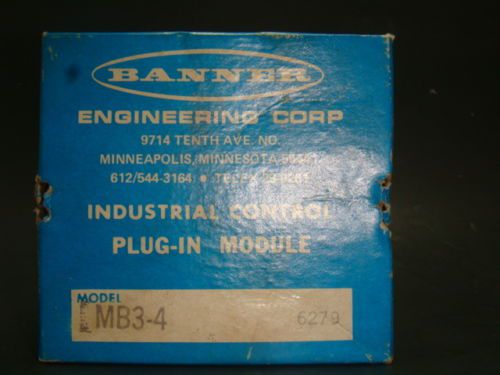 BANNER
ENGINEERING CORP
9714 TENTH AVE. NO.
MINNEAPOLIS, MINNESOTA
612/544-3164 •
INDUSTRIAL CONTROL
PLUG-IN MODULE
MODEL
MB3-4 6279